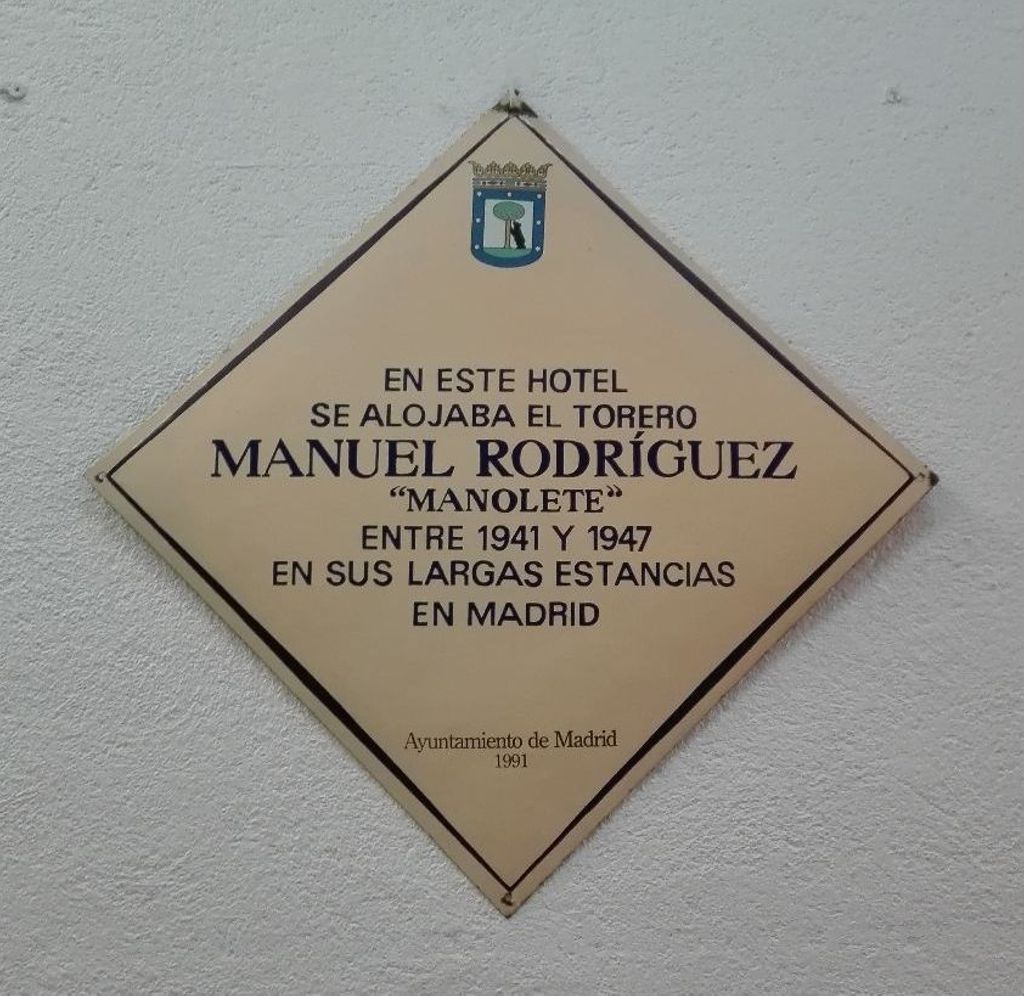 EN ESTE HOTEL
SE ALOJABA EL TORERO
MANUEL RODRÍGUEZ
“MANOLETE”
ENTRE 1941 Y 1947
EN SUS LARGAS ESTANCIAS
EN MADRID
Ayuntamiento de Madrid
1991